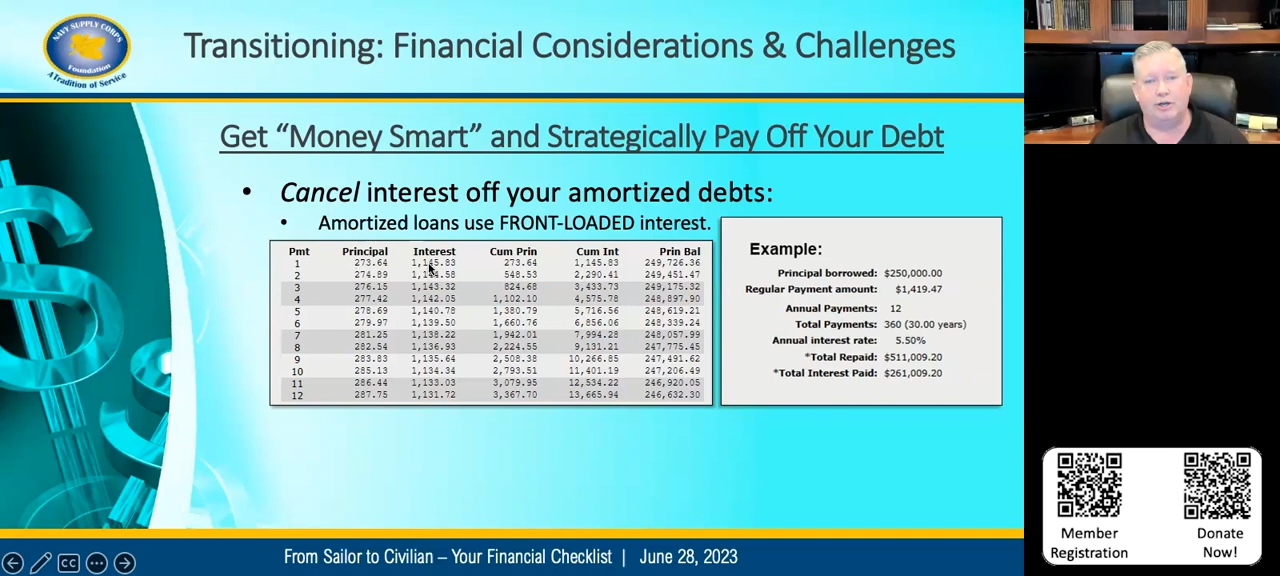 NAVY SUPPLY CORPS
Foundation
A Tradition of Service
Transitioning: Financial Considerations & Challenges
Get “Money Smart” and Strategically Pay Off Your Debt
• Cancel interest off your amortized debts:
• Amortized loans use FRONT-LOADED interest.
Pmt Principal Interest Cum Prin Cum Int Prin Bal
1 273.64 1,145.83 273.64 1,145.83 249,726.36
2 274.89 1,144.58 548.53 2,290.41 249,451.47
3 276.15 1,143.32 824.68 3,433.73 249,175.32
4 277.42 1,142.05 1,102.10 4,575.78 248,897.90
5 278.69 1,140.78 1,380.79 5,716.56 248,619.21
6 279.97 1,139.50 1,660.76 6,856.06 248,339.24
7 281.25 1,138.22 1,942.01 7,994.28 248,057.99
8 282.54 1,136.93 2,224.55 9,131.21 247,775.45
9 283.83 1,135.64 2,508.38 10,266.85 247,491.62
10 285.13 1,134.34 2,793.51 11,401.19 247,206.49
11 286.44 1,133.03 3,079.95 12,534.22 246,920.05
12 287.75 1,131.72 3,367.70 13,665.94 246,632.30
Example:
Principal borrowed: $250,000.00
Regular Payment amount: $1,419.47
Annual Payments: 12
Total Payments: 360 (30.00 years)
Annual interest rate: 5.50%
*Total Repaid: $511,009.20
*Total Interest Paid: $261,009.20
Member
Registration
Donate
Now!
CC
From Sailor to Civilian – Your Financial Checklist | June 28, 2023